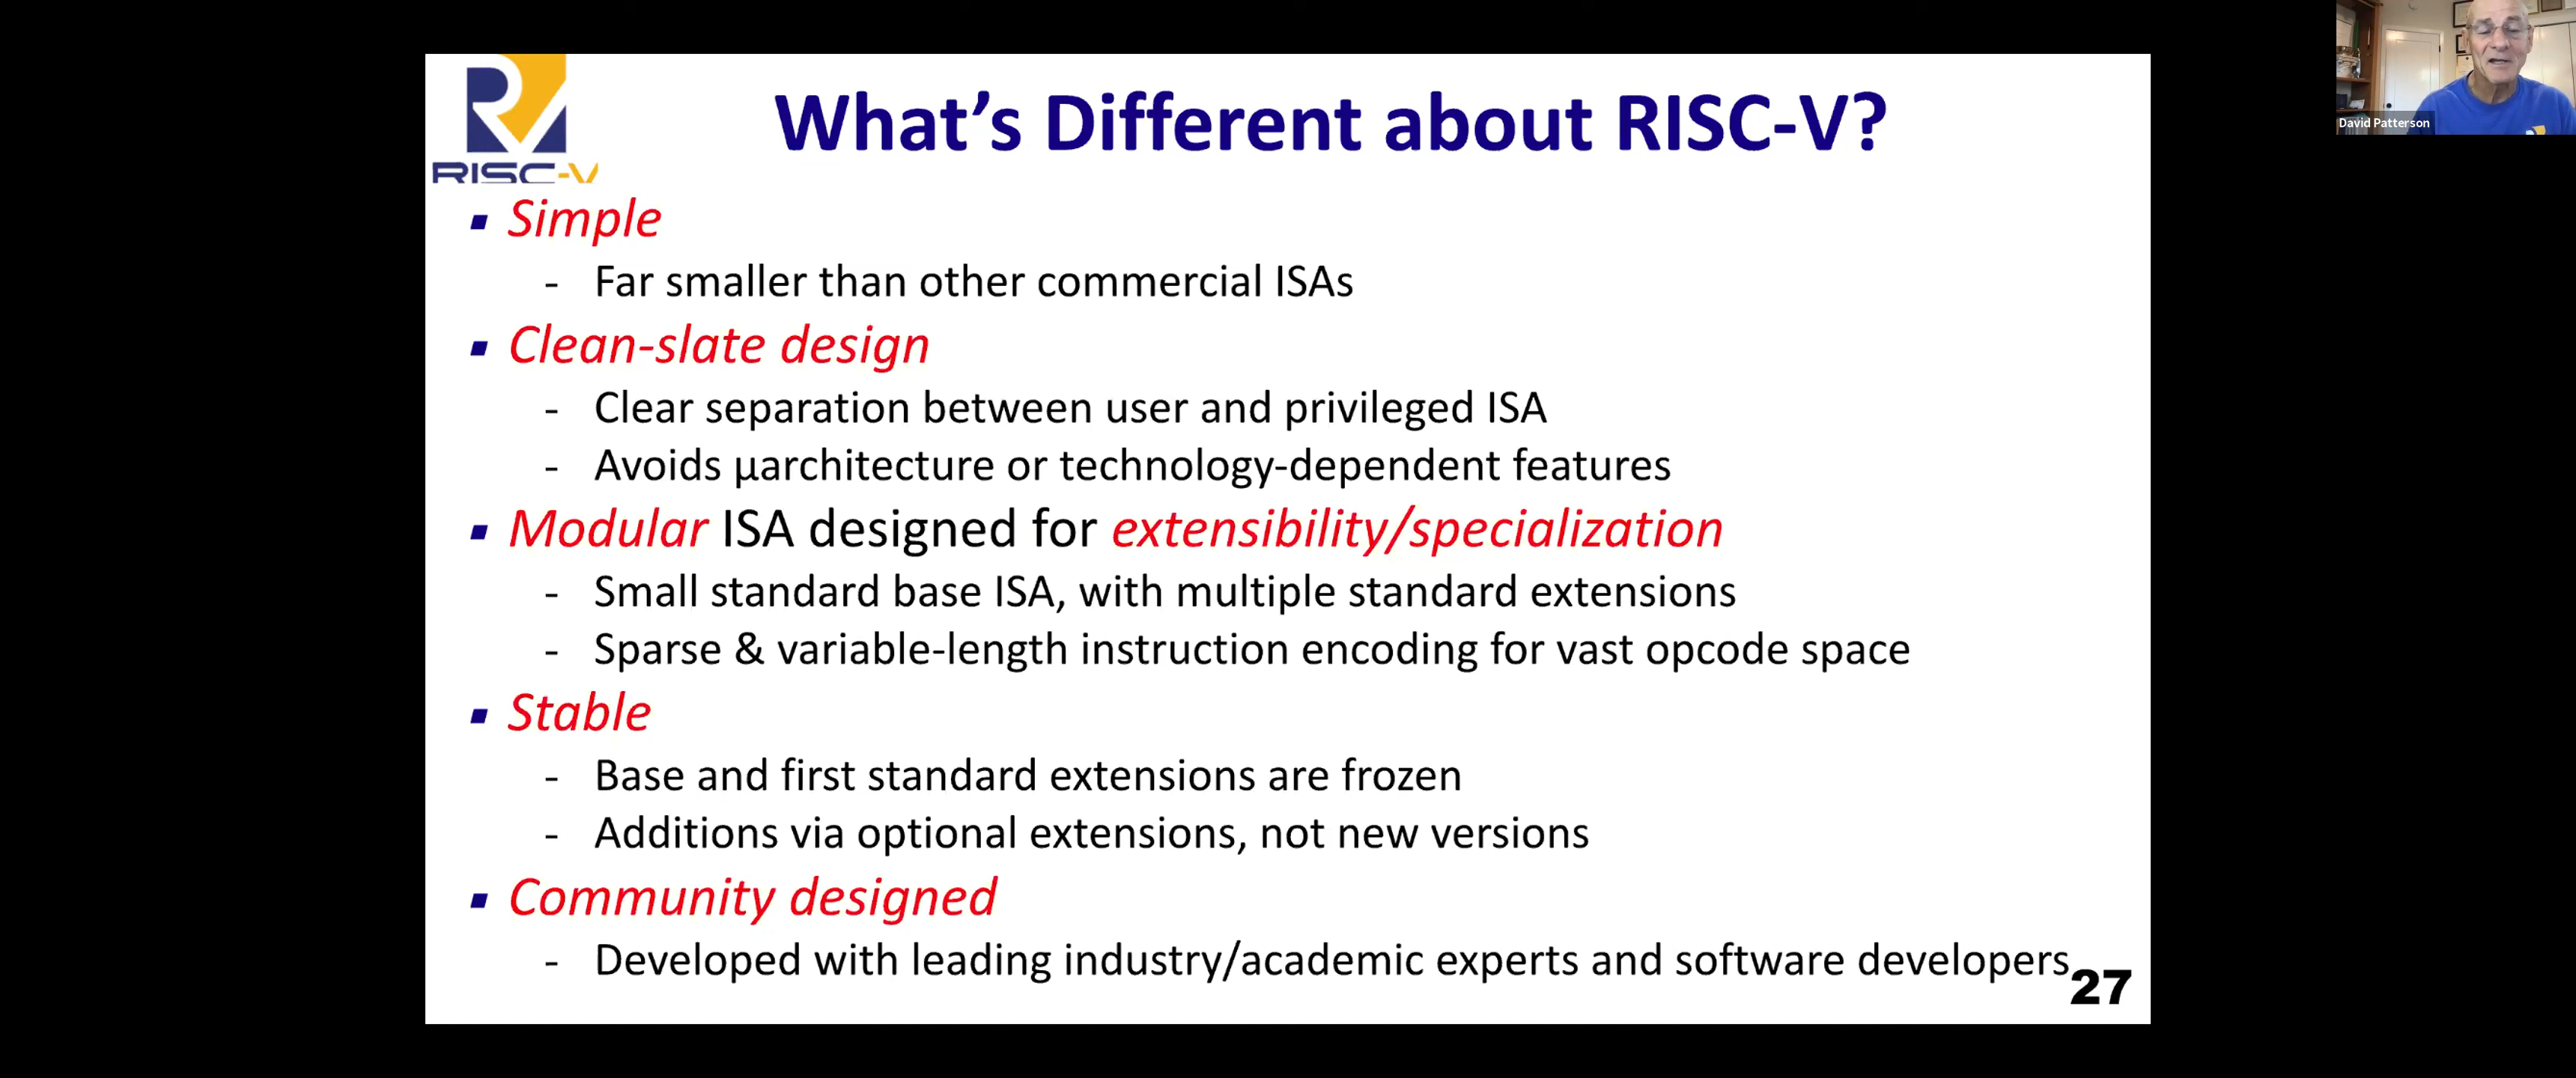 RISC-V
What's Different about RISC-V?
▪ Simple
- Far smaller than other commercial ISAs
▪ Clean-slate design
- Clear separation between user and privileged ISA
- Avoids µarchitecture or technology-dependent features
▪ Modular ISA designed for extensibility/specialization
- Small standard base ISA, with multiple standard extensions
- Sparse & variable-length instruction encoding for vast opcode space
▪ Stable
- Base and first standard extensions are frozen
- Additions via optional extensions, not new versions
▪ Community designed
- Developed with leading industry/academic experts and software developers
27
David Patterson